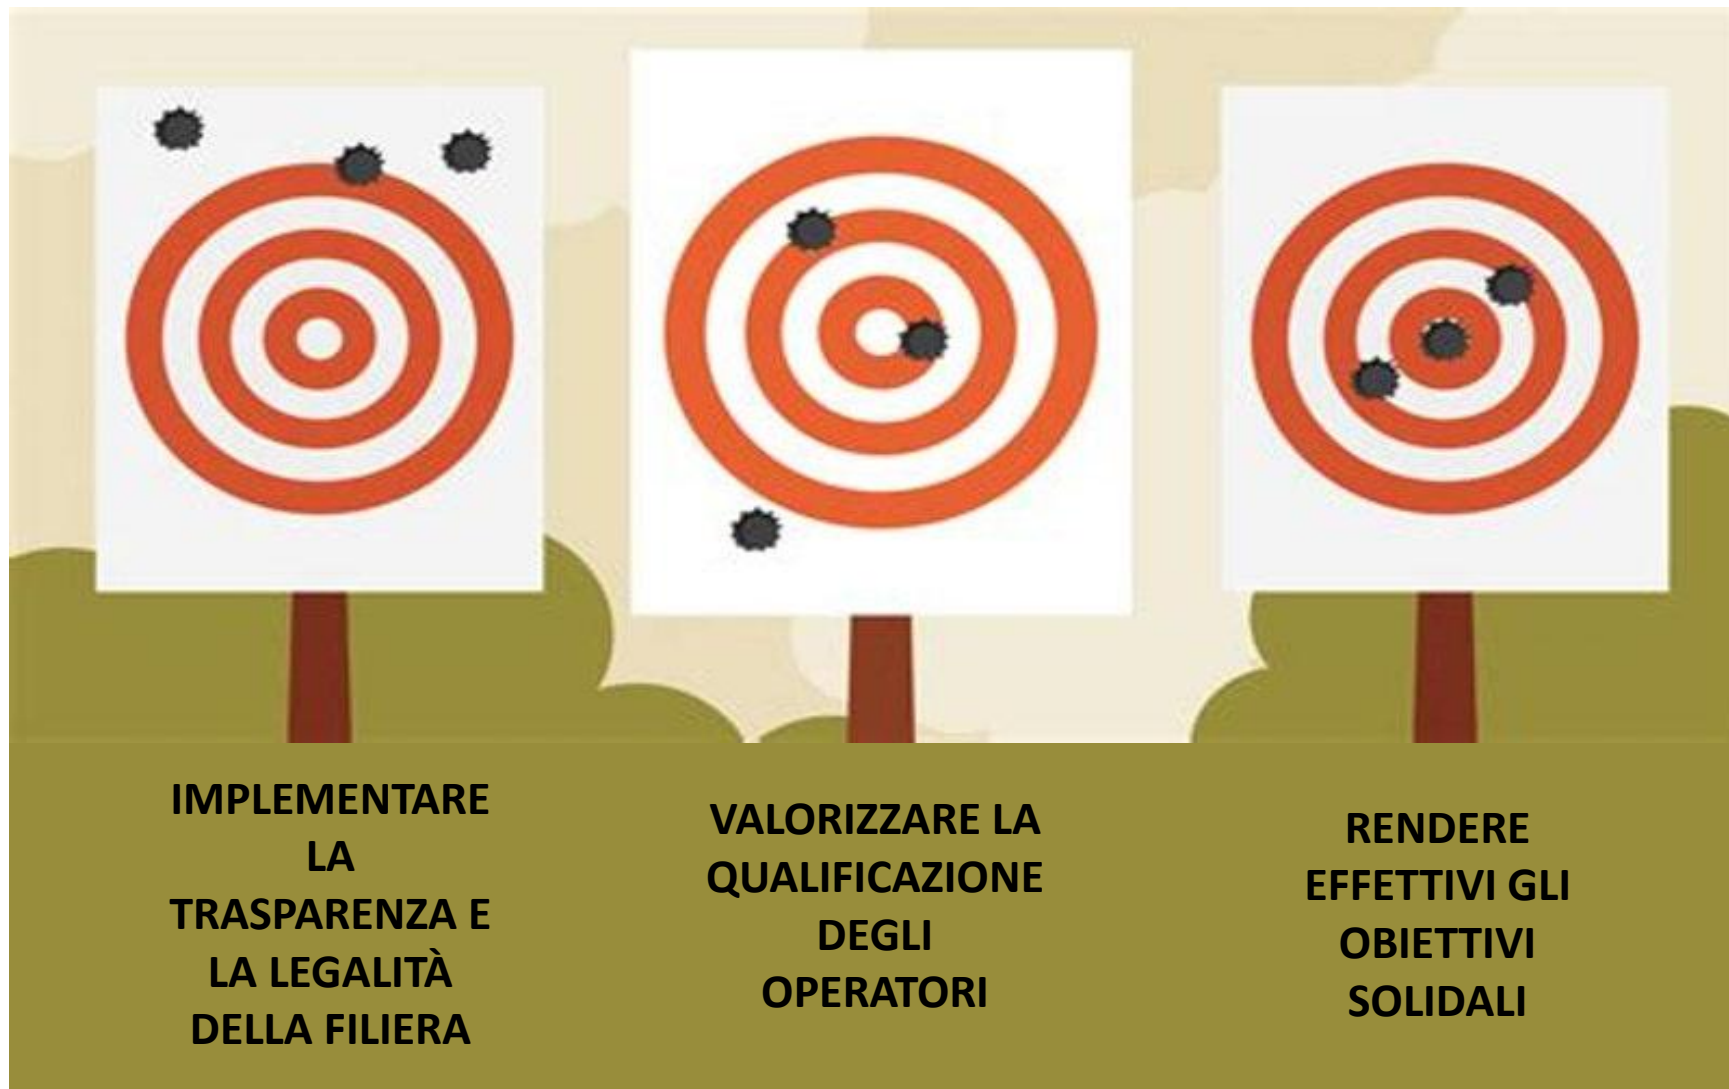 IMPLEMENTARE
LA
TRASPARENZA E
LA LEGALITÀ
DELLA FILIERA
VALORIZZARE LA
QUALIFICAZIONE
DEGLI
OPERATORI
RENDERE
EFFETTIVI GLI
OBIETTIVI
SOLIDALI